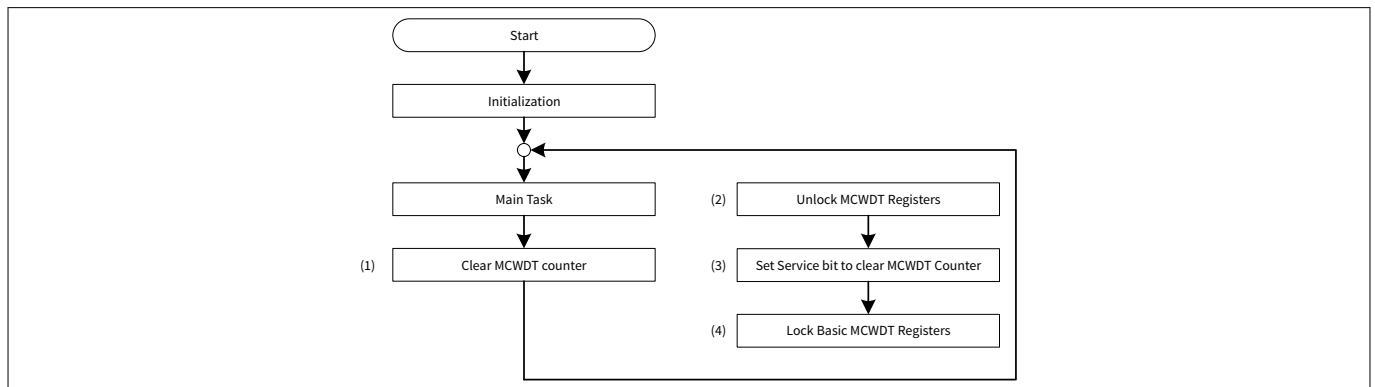 Start
Initialization
Main Task
(1) Clear MCWDT counter
(2) Unlock MCWDT Registers
(3) Set Service bit to clear MCWDT Counter
(4) Lock Basic MCWDT Registers